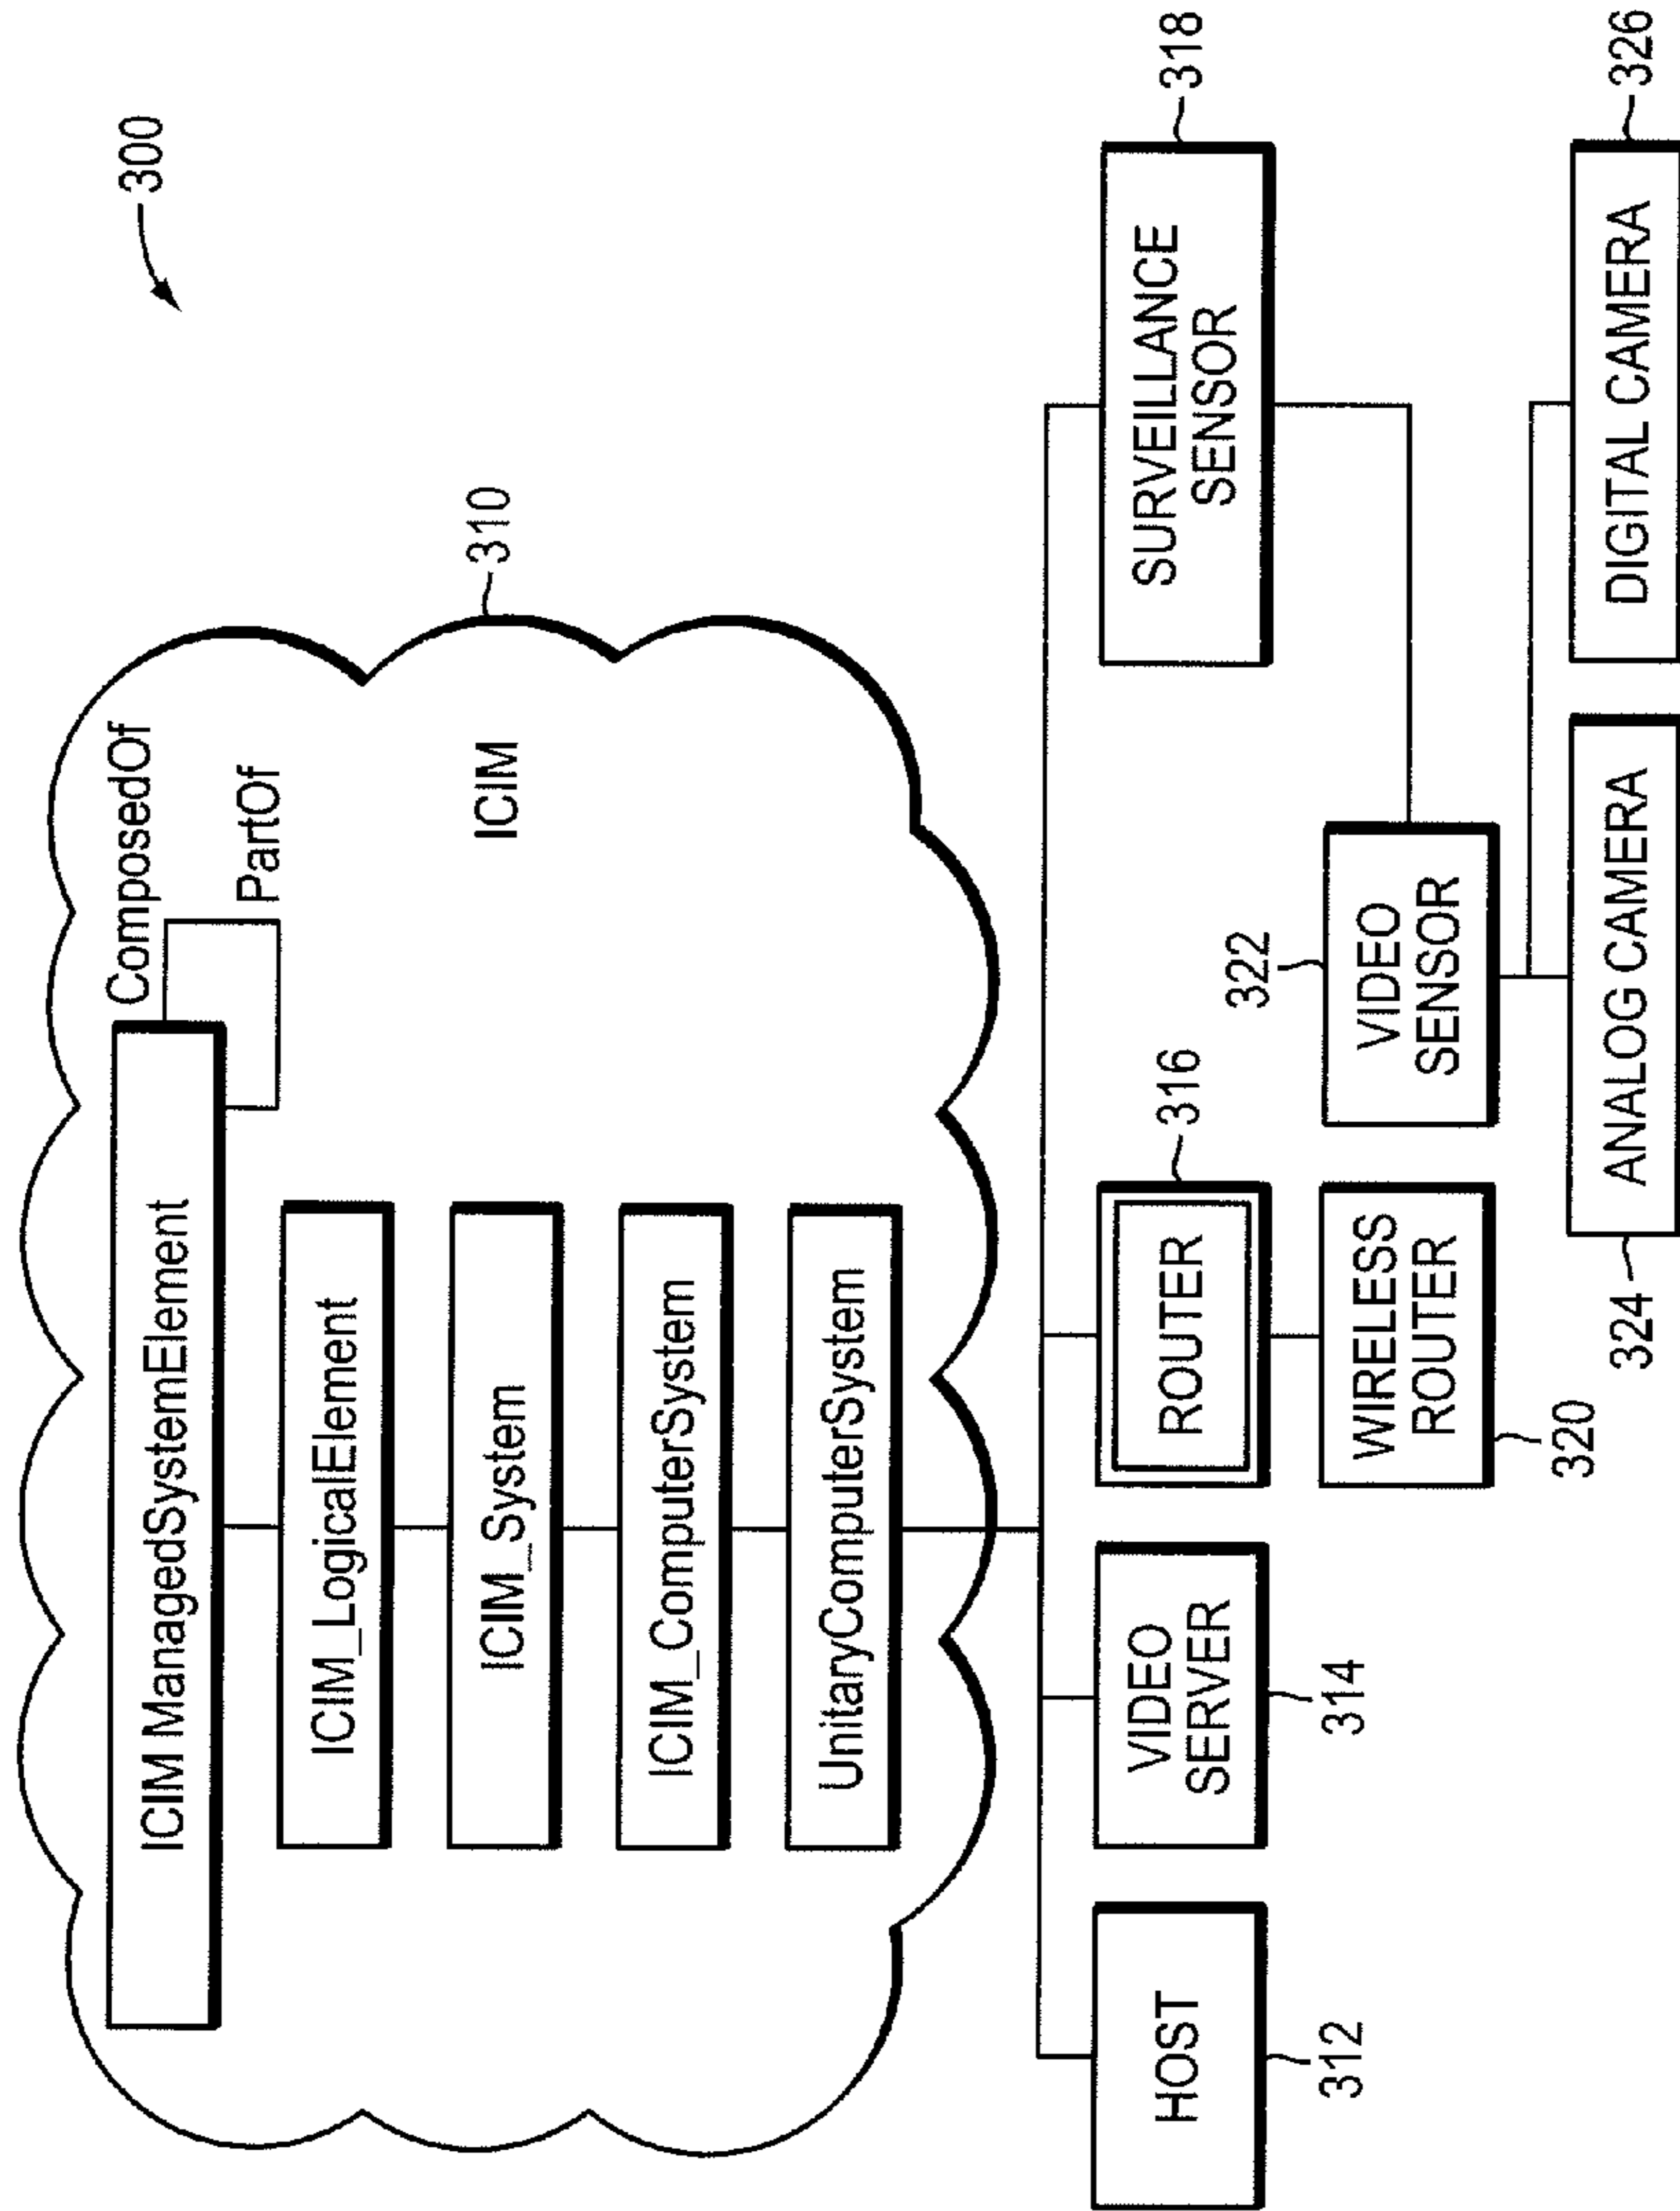 300
310
ComposedOf
PartOf
ICIM
ICIM ManagedSystemElement
ICIM_LogicalElement
ICIM_System
ICIM_ComputerSystem
UnitaryComputerSystem
HOST
312
VIDEO
SERVER
314
ROUTER
316
SURVEILLANCE
SENSOR
318
WIRELESS
ROUTER
320
VIDEO
SENSOR
322
ANALOG CAMERA
324
DIGITAL CAMERA
326